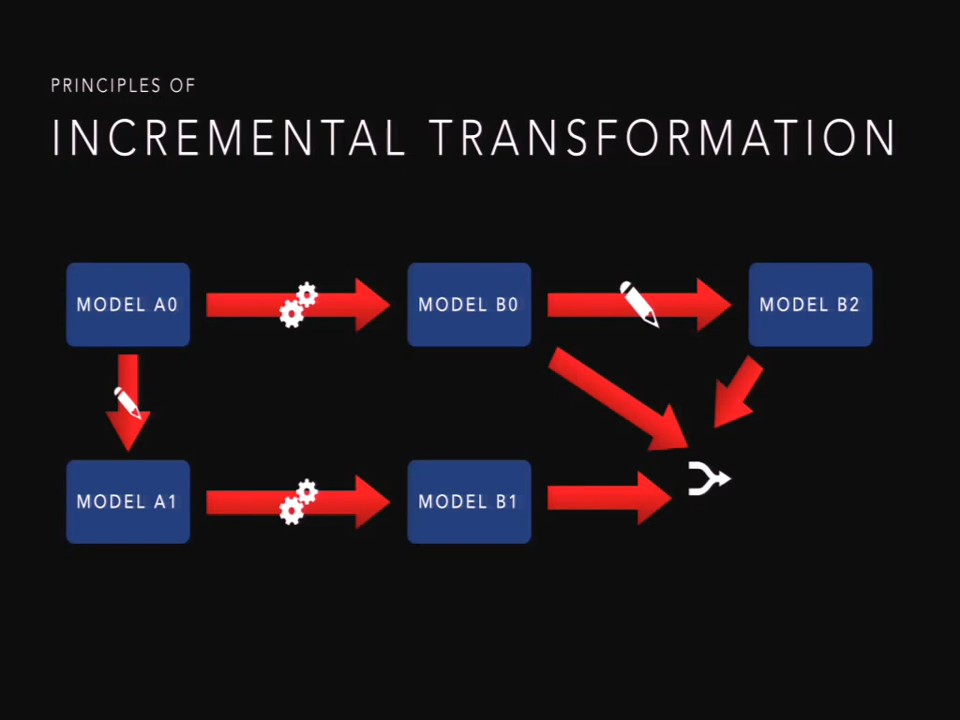 PRINCIPLES OF
INCREMENTAL TRANSFORMATION
MODEL A0
MODEL B0
MODEL B2
MODEL A1
MODEL B1